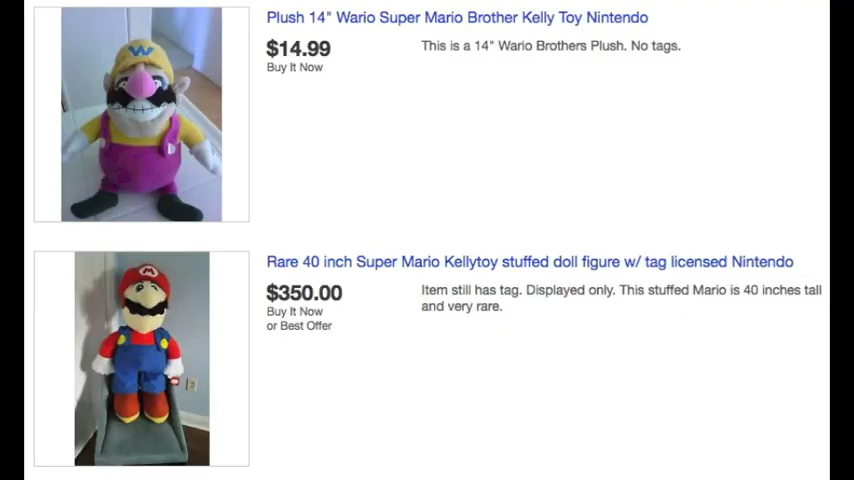 Plush 14" Wario Super Mario Brother Kelly Toy Nintendo
$14.99
Buy It Now
This is a 14" Wario Brothers Plush. No tags.
W
Rare 40 inch Super Mario Kellytoy stuffed doll figure w/ tag licensed Nintendo
$350.00
Buy It Now
or Best Offer
Item still has tag. Displayed only. This stuffed Mario is 40 inches tall
and very rare.
M